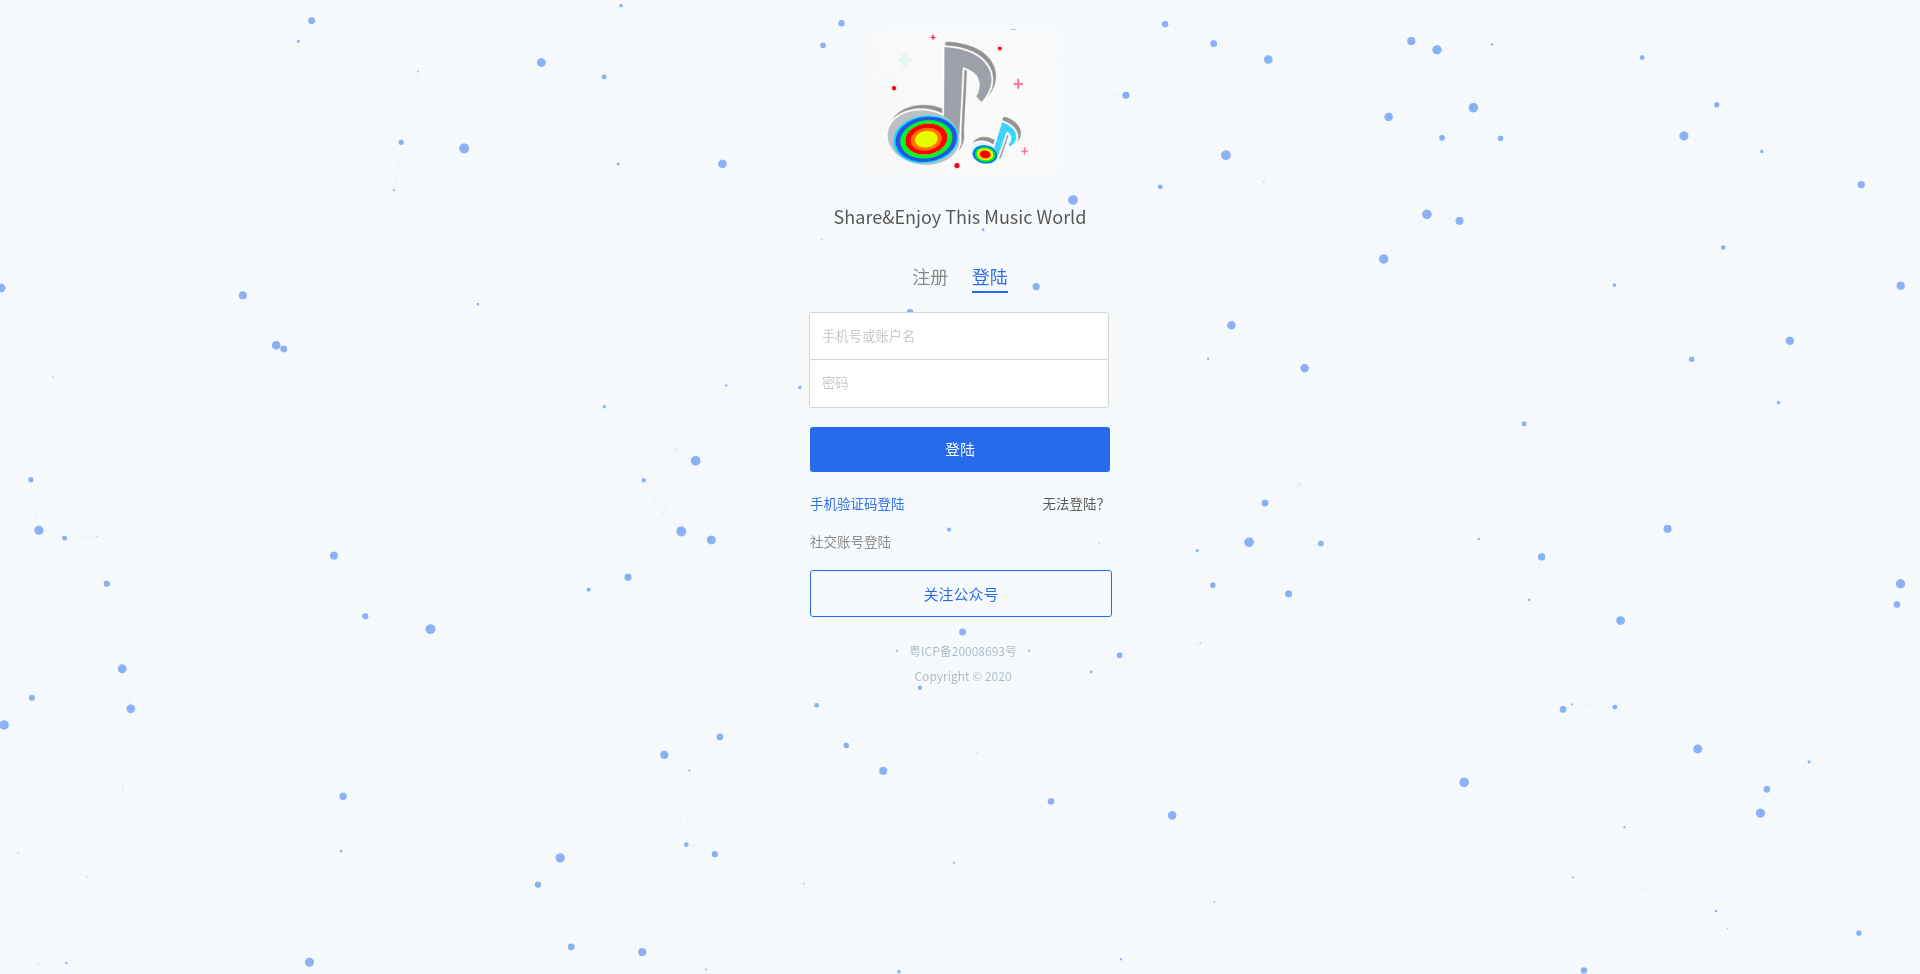 Share&Enjoy This Music World
注册 登陆
手机号或账户名
密码
登陆
手机验证码登陆 无法登陆?
社交账号登陆
关注公众号
· 粤ICP备20008693号 ·
Copyright © 2020